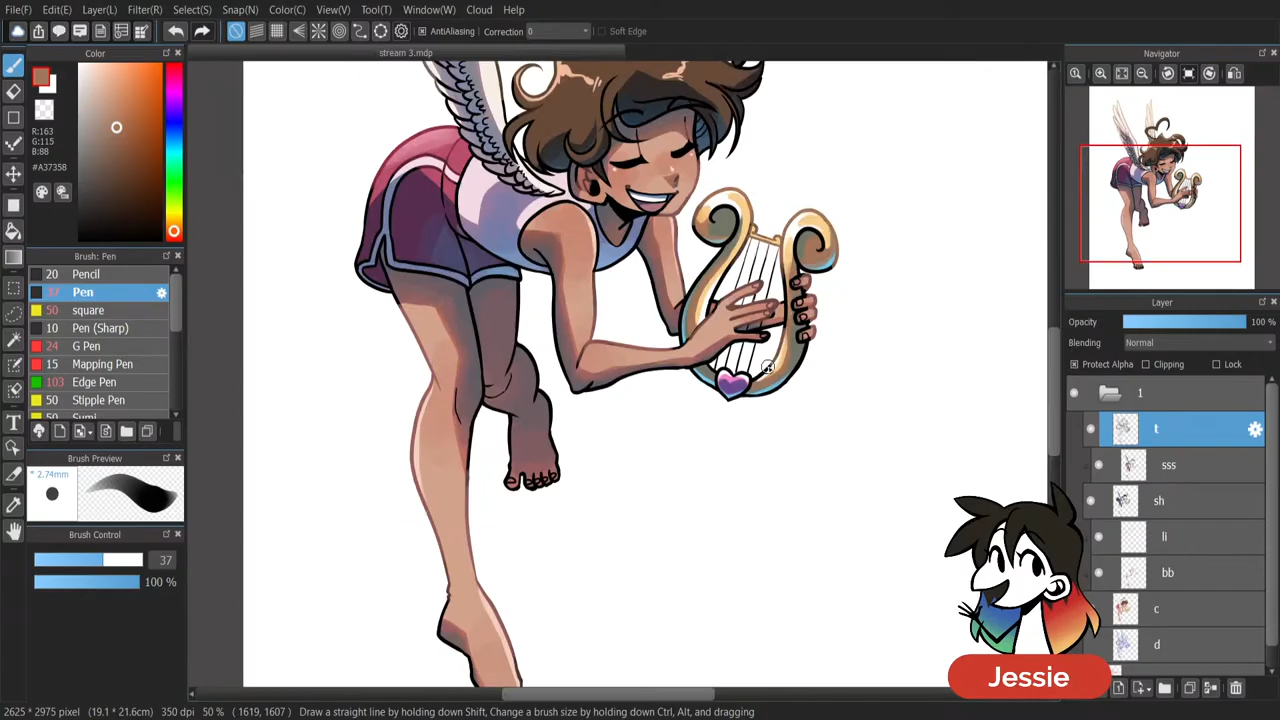 File(F) Edit(E) Layer(L) Filter(R) Select(S) Snap(N) Color(C) View(V) Tool(T) Window(W) Cloud Help
AntiAliasing Correction 0 Soft Edge
Color
stream 3.mdp
Navigator
R:163
G:115
B:88
#A37358
Brush: Pen
20 Pencil
37 Pen
50 square
10 Pen (Sharp)
24 G Pen
15 Mapping Pen
103 Edge Pen
50 Stipple Pen
50 Sumi
Brush Preview
* 2.74mm
Brush Control
37
100 %
Layer
Opacity 100 %
Blending Normal
Protect Alpha Clipping Lock
1
t
sss
sh
li
bb
c
d
Jessie
2625 * 2975 pixel (19.1 * 21.6cm) 350 dpi 50 % ( 1619, 1607 ) Draw a straight line by holding down Shift, Change a brush size by holding down Ctrl, Alt, and dragging